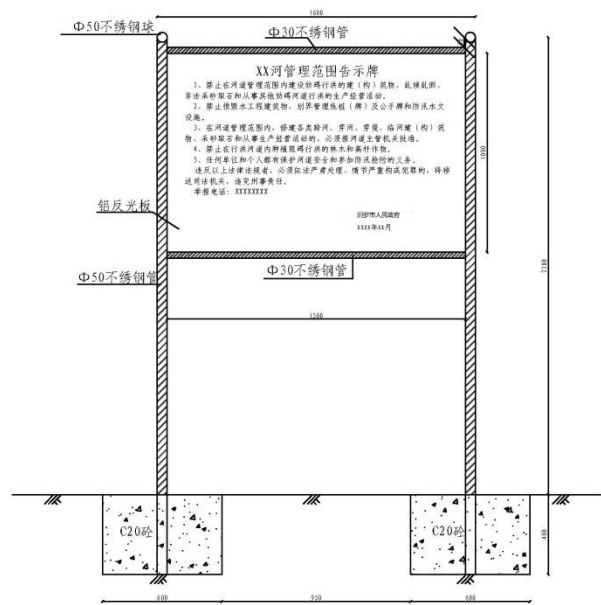 1600
Φ50不锈钢球
Φ30不锈钢管
XX河管理范围告示牌
1、禁止在河道管理范围内建设妨碍行洪的建（构）筑物，乱倾乱倒，
非法采砂取石和从事其他妨碍河道行洪的生产经营活动。
2、禁止损毁水工程建筑物，划界管理线桩（牌）及公示牌和防汛水文
设施。
3、在河道管理范围内，修建各类跨河、穿河、穿堤、临河建（构）筑
物，采砂取石和从事生产经营活动的，必须报河道主管机关批准。
4、禁止在行洪河道内种植阻碍行洪的林木和高秆作物。
5、任何单位和个人都有保护河道安全和参加防汛抢险的义务。
违反以上法律法规者，必须依法严肃处理，情节严重构成犯罪的，将移
送司法机关，追究刑事责任。
举报电话：XXXXXXXX
汨罗市人民政府
xxxx年xx月
1000
铝反光板
2300
Φ50不锈钢管
Φ30不锈钢管
1500
C20砼
C20砼
400
600
950
600